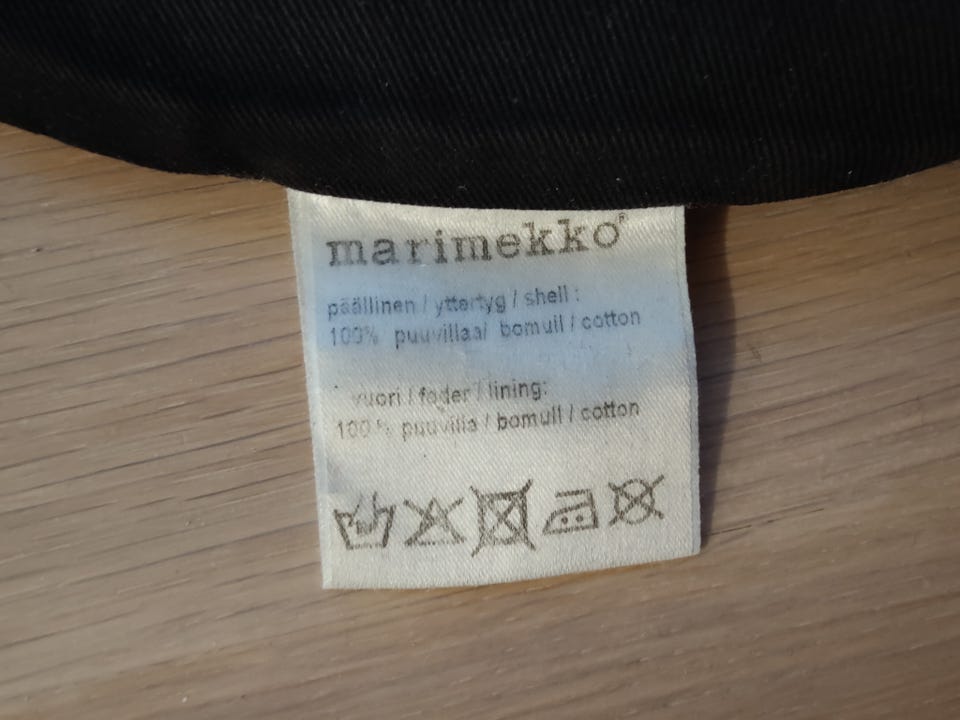 marimekko®
päällinen / yttertyg / shell :
100% puuvillaa/ bomull / cotton
vuori / foder / lining:
100 % puuvilla / bomull / cotton